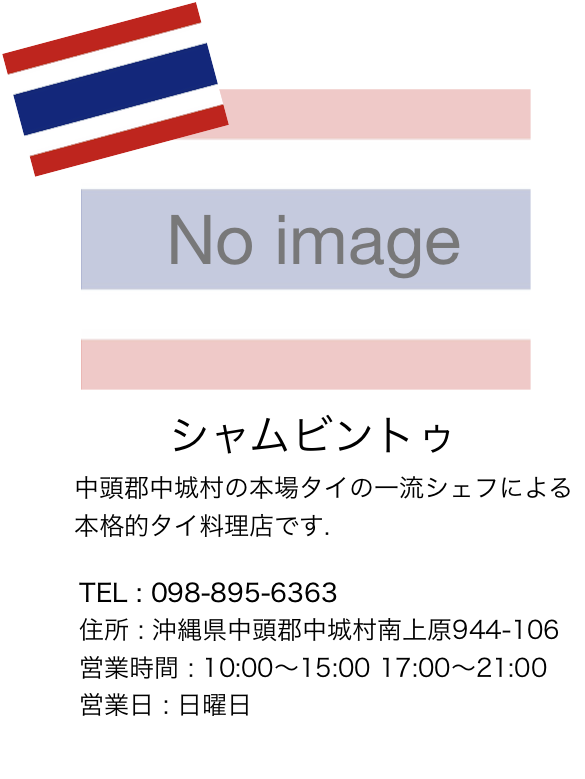 No image
シャムビントゥ
中頭郡中城村の本場タイの一流シェフによる
本格的タイ料理店です.
TEL : 098-895-6363
住所 : 沖縄県中頭郡中城村南上原944-106
営業時間 : 10:00〜15:00 17:00〜21:00
営業日 : 日曜日